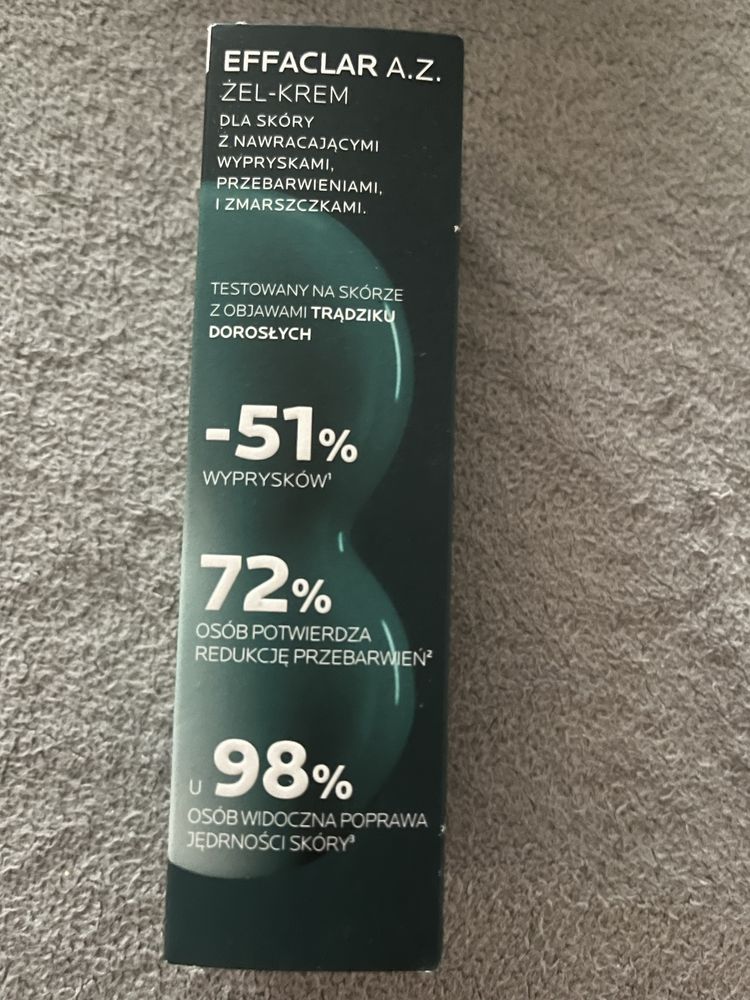 EFFACLAR A.Z.
ŻEL-KREM
DLA SKÓRY
Z NAWRACAJĄCYMI
WYPRYSKAMI,
PRZEBARWIENIAMI,
I ZMARSZCZKAMI.
TESTOWANY NA SKÓRZE
Z OBJAWAMI TRĄDZIKU
DOROSŁYCH
-51%
WYPRYSKÓW¹
72%
OSÓB POTWIERDZA
REDUKCJĘ PRZEBARWIEŃ²
U 98%
OSÓB WIDOCZNA POPRAWA
JĘDRNOŚCI SKÓRY³